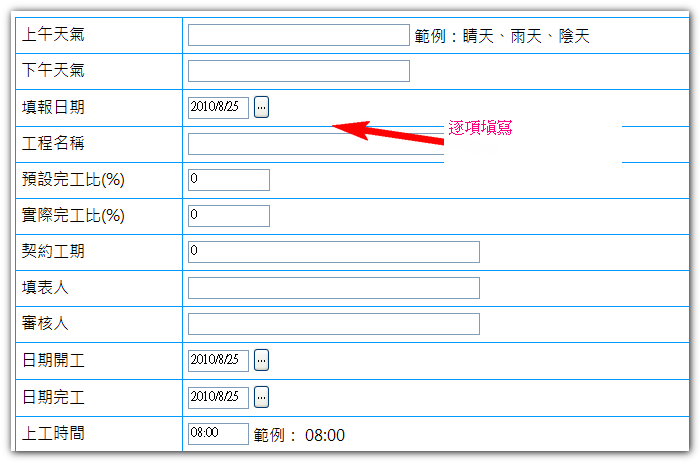 上午天氣 範例：晴天、雨天、陰天
下午天氣
填報日期 2010/8/25 ...
逐項填寫
工程名稱
預設完工比(%) 0
實際完工比(%) 0
契約工期 0
填表人
審核人
日期開工 2010/8/25 ...
日期完工 2010/8/25 ...
上工時間 08:00 範例： 08:00